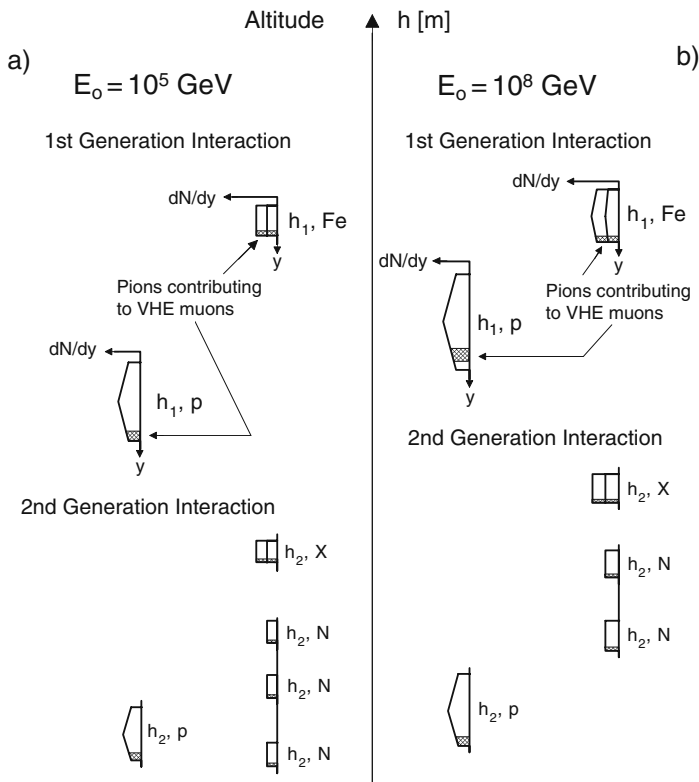 Altitude h [m]
a)
E₀ = 10⁵ GeV
1st Generation Interaction
dN/dy
h₁, Fe
y
Pions contributing
to VHE muons
dN/dy
h₁, p
y
2nd Generation Interaction
h₂, X
h₂, N
h₂, N
h₂, p
h₂, N
b)
E₀ = 10⁸ GeV
1st Generation Interaction
dN/dy
h₁, Fe
y
dN/dy
Pions contributing
to VHE muons
h₁, p
y
2nd Generation Interaction
h₂, X
h₂, N
h₂, N
h₂, p